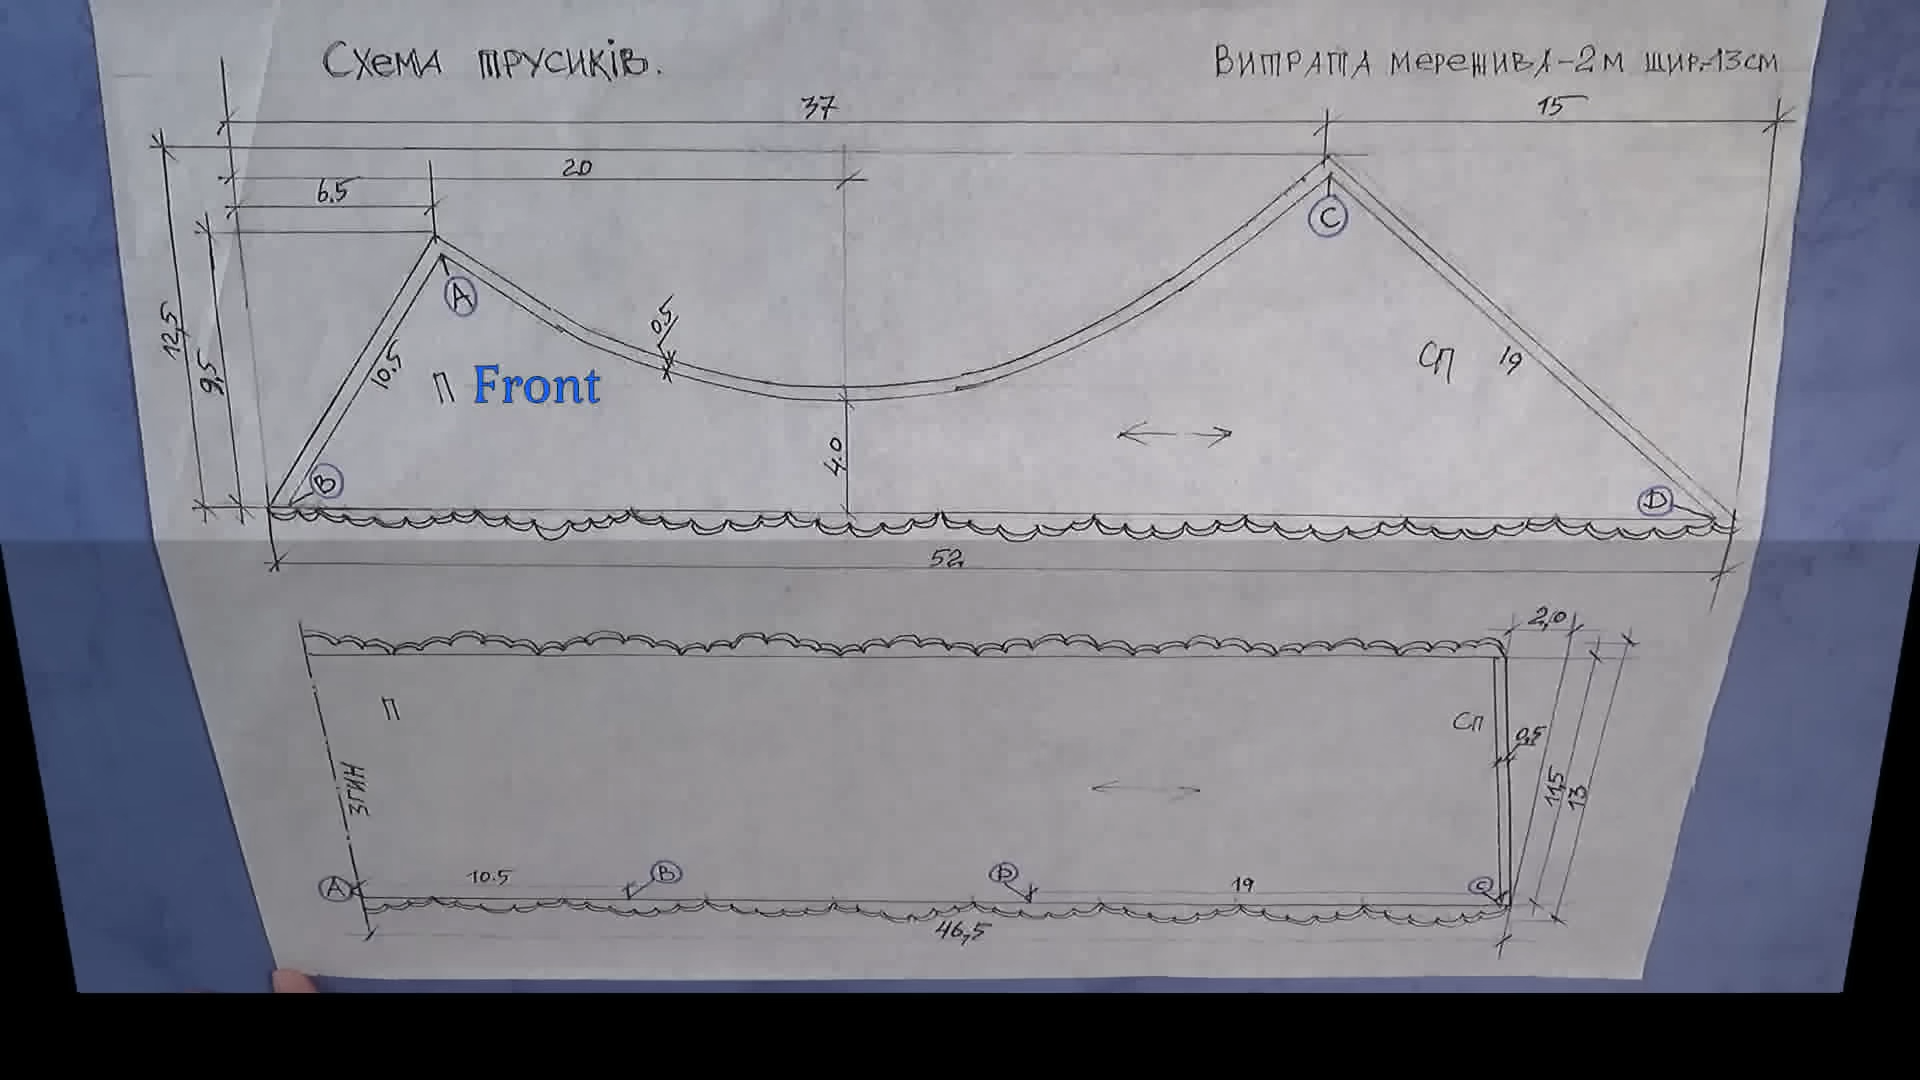 Схема трусиків.
Витрата мережива-2м шир.-13см
37
15
20
6.5
12,5
9,5
A
C
0.5
10.5
П Front
Сп
19
4.0
B
D
52
2,0
П
Сп
0,5
згин
11,5
13
A
10.5
B
D
19
C
46,5